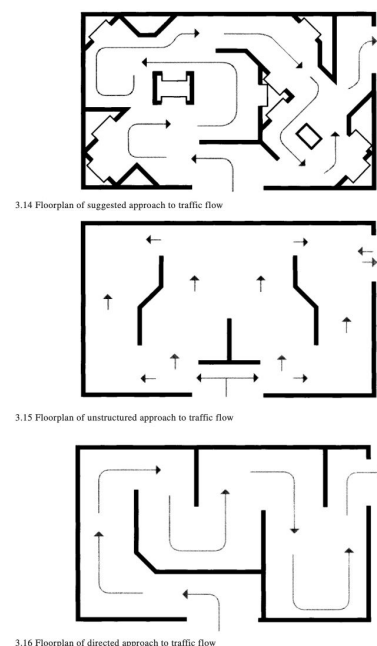 3.14 Floorplan of suggested approach to traffic flow
3.15 Floorplan of unstructured approach to traffic flow
3.16 Floorplan of directed approach to traffic flow